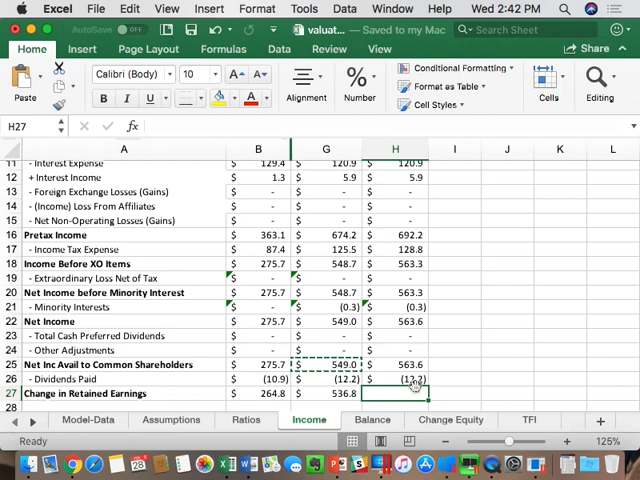 Excel File Edit View Insert Format Tools Data Window Help Wed 2:42 PM
AutoSave OFF valuat... — Saved to my Mac Search Sheet
Home Insert Page Layout Formulas Data Review View Share
Calibri (Body) 10 A A Conditional Formatting
Format as Table
B I U A Cell Styles
Paste Alignment Number Cells Editing
H27 fx
A B G H I J K L
11 - Interest Expense $ 129.4 $ 120.9 $ 120.9
12 + Interest Income $ 1.3 $ 5.9 $ 5.9
13 - Foreign Exchange Losses (Gains) $ - $ - $ -
14 - (Income) Loss From Affiliates $ - $ - $ -
15 - Net Non-Operating Losses (Gains) $ - $ - $ -
16 Pretax Income $ 363.1 $ 674.2 $ 692.2
17 - Income Tax Expense $ 87.4 $ 125.5 $ 128.8
18 Income Before XO Items $ 275.7 $ 548.7 $ 563.3
19 - Extraordinary Loss Net of Tax $ - $ - $ -
20 Net Income before Minority Interest $ 275.7 $ 548.7 $ 563.3
21 - Minority Interests $ - $ (0.3) $ (0.3)
22 Net Income $ 275.7 $ 549.0 $ 563.6
23 - Total Cash Preferred Dividends $ - $ - $ -
24 - Other Adjustments $ - $ - $ -
25 Net Inc Avail to Common Shareholders $ 275.7 $ 549.0 $ 563.6
26 - Dividends Paid $ (10.9) $ (12.2) $ (12.2)
27 Change in Retained Earnings $ 264.8 $ 536.8
28
Model-Data Assumptions Ratios Income Balance Change Equity TFI +
Ready 125%